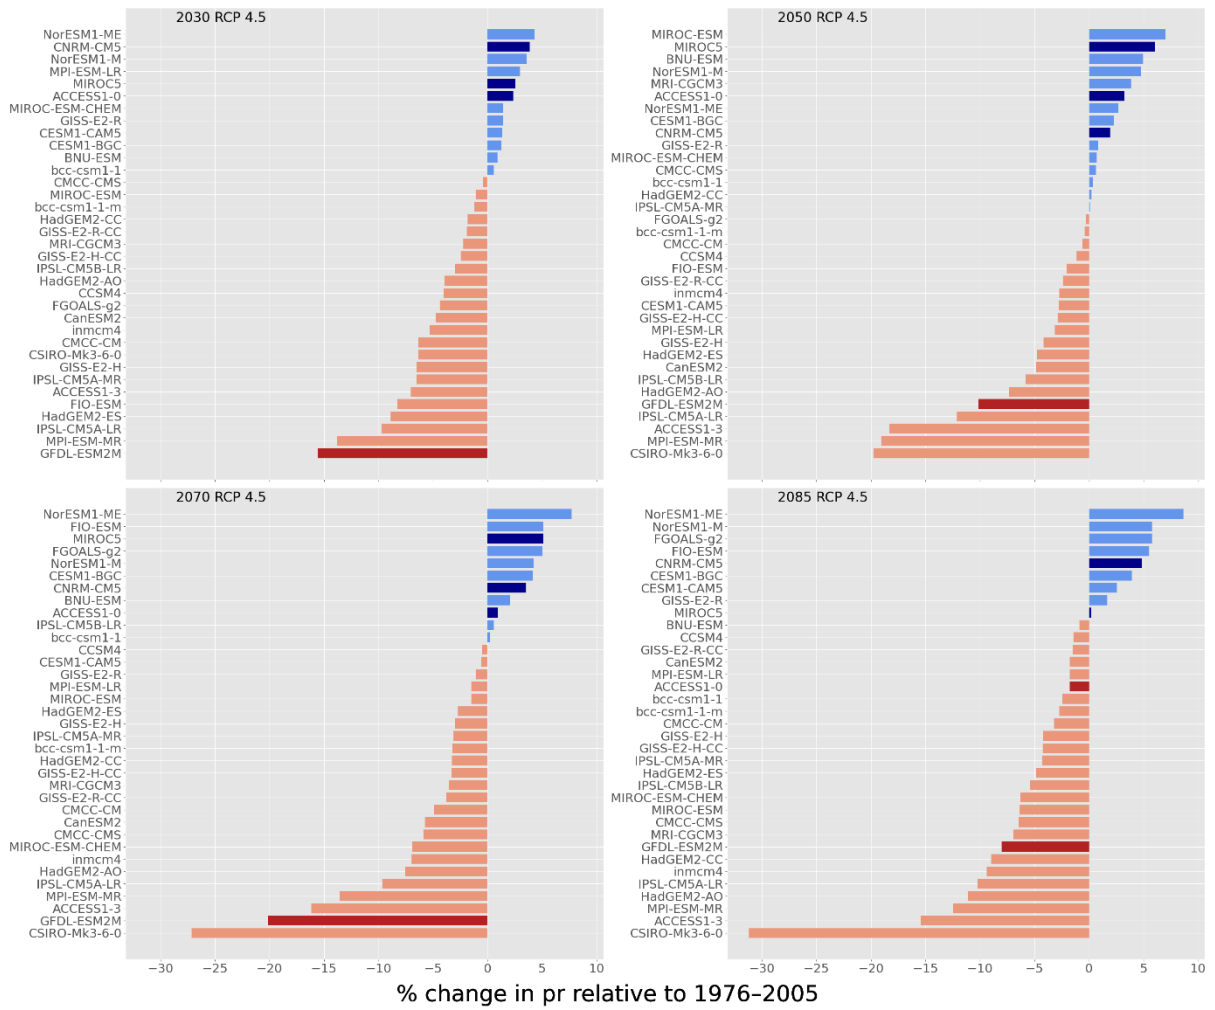 2030 RCP 4.5
NorESM1-ME
CNRM-CM5
NorESM1-M
MPI-ESM-LR
MIROC5
ACCESS1-0
MIROC-ESM-CHEM
GISS-E2-R
CESM1-CAM5
CESM1-BGC
BNU-ESM
bcc-csm1-1
CMCC-CMS
MIROC-ESM
bcc-csm1-1-m
HadGEM2-CC
GISS-E2-R-CC
MRI-CGCM3
GISS-E2-H-CC
IPSL-CM5B-LR
HadGEM2-AO
CCSM4
FGOALS-g2
CanESM2
inmcm4
CMCC-CM
CSIRO-Mk3-6-0
GISS-E2-H
IPSL-CM5A-MR
ACCESS1-3
FIO-ESM
HadGEM2-ES
IPSL-CM5A-LR
MPI-ESM-MR
GFDL-ESM2M
2050 RCP 4.5
MIROC-ESM
MIROC5
BNU-ESM
NorESM1-M
MRI-CGCM3
ACCESS1-0
NorESM1-ME
CESM1-BGC
CNRM-CM5
GISS-E2-R
MIROC-ESM-CHEM
CMCC-CMS
bcc-csm1-1
HadGEM2-CC
IPSL-CM5A-MR
FGOALS-g2
bcc-csm1-1-m
CMCC-CM
CCSM4
FIO-ESM
GISS-E2-R-CC
inmcm4
CESM1-CAM5
GISS-E2-H-CC
MPI-ESM-LR
GISS-E2-H
HadGEM2-ES
CanESM2
IPSL-CM5B-LR
HadGEM2-AO
GFDL-ESM2M
IPSL-CM5A-LR
ACCESS1-3
MPI-ESM-MR
CSIRO-Mk3-6-0
2070 RCP 4.5
NorESM1-ME
FIO-ESM
MIROC5
FGOALS-g2
NorESM1-M
CESM1-BGC
CNRM-CM5
BNU-ESM
ACCESS1-0
IPSL-CM5B-LR
bcc-csm1-1
CCSM4
CESM1-CAM5
GISS-E2-R
MPI-ESM-LR
MIROC-ESM
HadGEM2-ES
GISS-E2-H
IPSL-CM5A-MR
bcc-csm1-1-m
HadGEM2-CC
GISS-E2-H-CC
MRI-CGCM3
GISS-E2-R-CC
CMCC-CM
CanESM2
CMCC-CMS
MIROC-ESM-CHEM
inmcm4
HadGEM2-AO
IPSL-CM5A-LR
MPI-ESM-MR
ACCESS1-3
GFDL-ESM2M
CSIRO-Mk3-6-0
−30 −25 −20 −15 −10 −5 0 5 10
2085 RCP 4.5
NorESM1-ME
NorESM1-M
FGOALS-g2
FIO-ESM
CNRM-CM5
CESM1-BGC
CESM1-CAM5
GISS-E2-R
MIROC5
BNU-ESM
CCSM4
GISS-E2-R-CC
CanESM2
MPI-ESM-LR
ACCESS1-0
bcc-csm1-1
bcc-csm1-1-m
CMCC-CM
GISS-E2-H
GISS-E2-H-CC
IPSL-CM5A-MR
HadGEM2-ES
IPSL-CM5B-LR
MIROC-ESM-CHEM
MIROC-ESM
CMCC-CMS
MRI-CGCM3
GFDL-ESM2M
HadGEM2-CC
inmcm4
IPSL-CM5A-LR
HadGEM2-AO
MPI-ESM-MR
ACCESS1-3
CSIRO-Mk3-6-0
−30 −25 −20 −15 −10 −5 0 5 10
% change in pr relative to 1976–2005